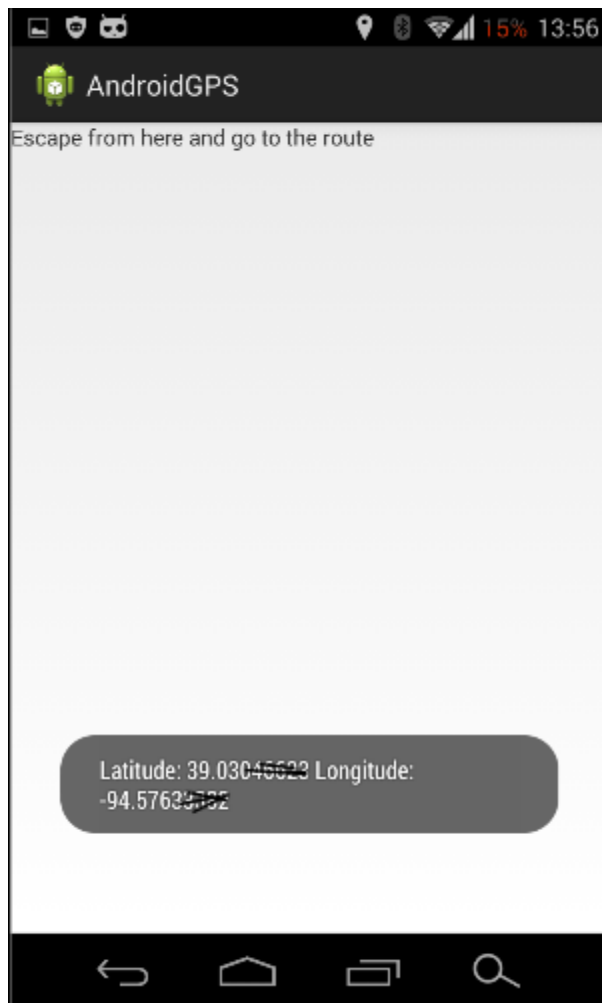 15% 13:56
AndroidGPS
Escape from here and go to the route
Latitude: 39.030 Longitude:
-94.5763